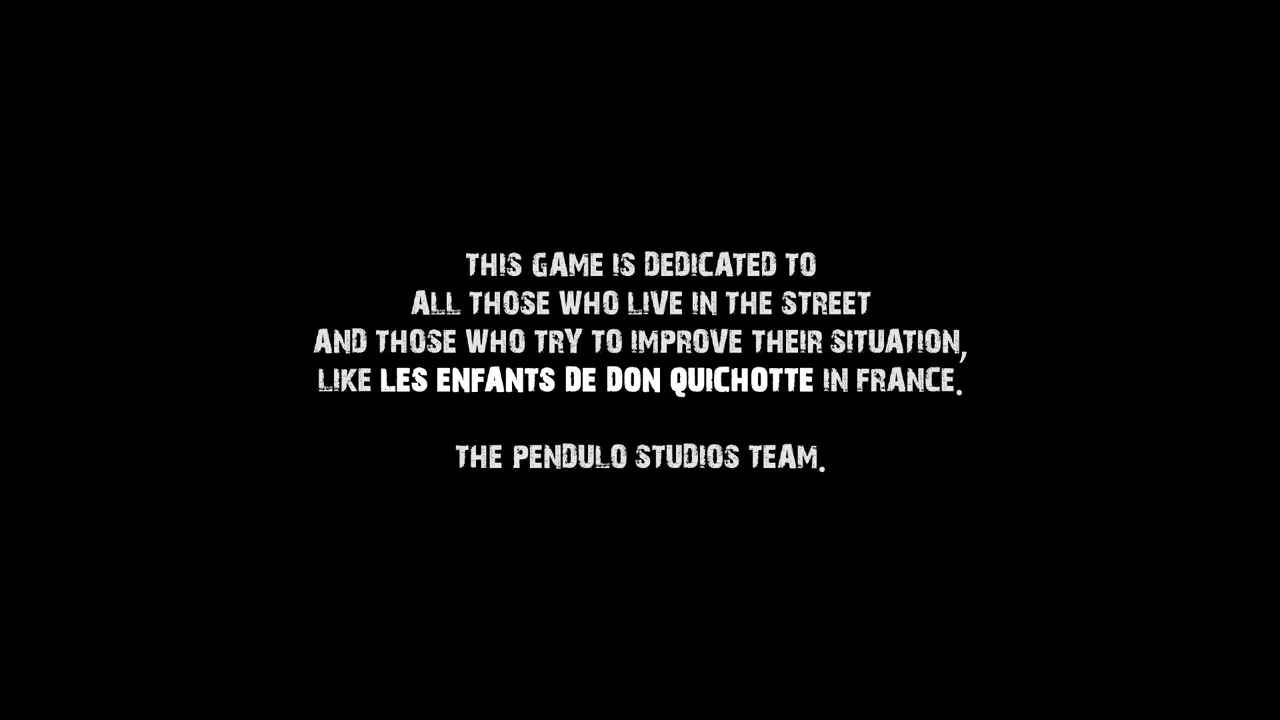 THIS GAME IS DEDICATED TO
ALL THOSE WHO LIVE IN THE STREET
AND THOSE WHO TRY TO IMPROVE THEIR SITUATION,
LIKE LES ENFANTS DE DON QUICHOTTE IN FRANCE.
THE PENDULO STUDIOS TEAM.